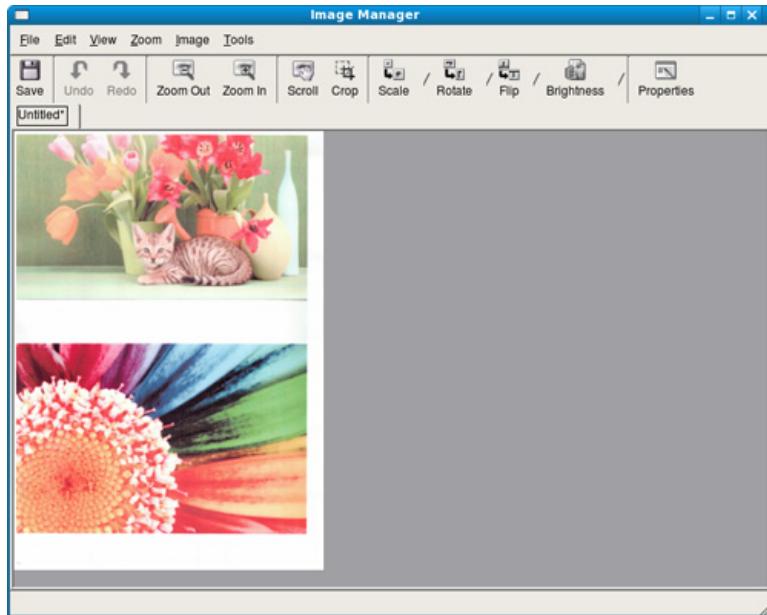 Image Manager
File Edit View Zoom Image Tools
Save Undo Redo Zoom Out Zoom In Scroll Crop Scale / Rotate / Flip Brightness / Properties
Untitled*